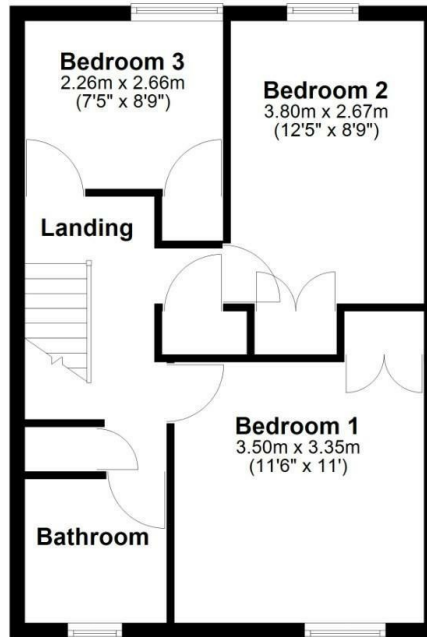 Bedroom 3
2.26m x 2.66m
(7'5" x 8'9")
Bedroom 2
3.80m x 2.67m
(12'5" x 8'9")
Landing
Bedroom 1
3.50m x 3.35m
(11'6" x 11')
Bathroom